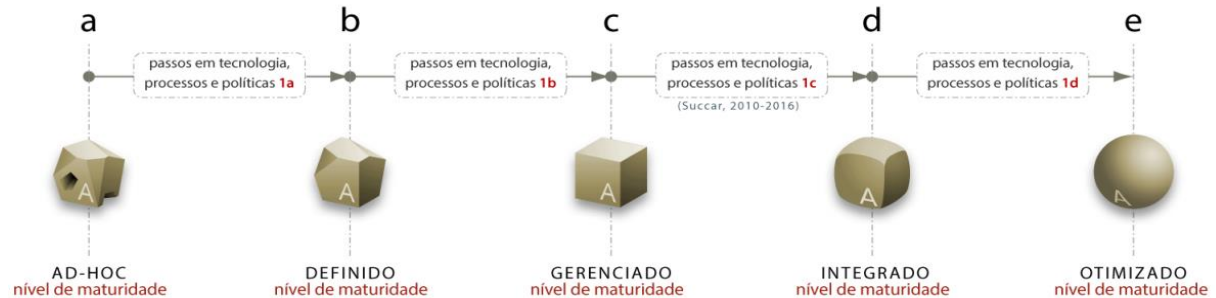 a
b
c
d
e
passos em tecnologia,
processos e políticas 1a
passos em tecnologia,
processos e políticas 1b
passos em tecnologia,
processos e políticas 1c
(Succar, 2010-2016)
passos em tecnologia,
processos e políticas 1d
A
A
A
A
A
AD-HOC
nível de maturidade
DEFINIDO
nível de maturidade
GERENCIADO
nível de maturidade
INTEGRADO
nível de maturidade
OTIMIZADO
nível de maturidade